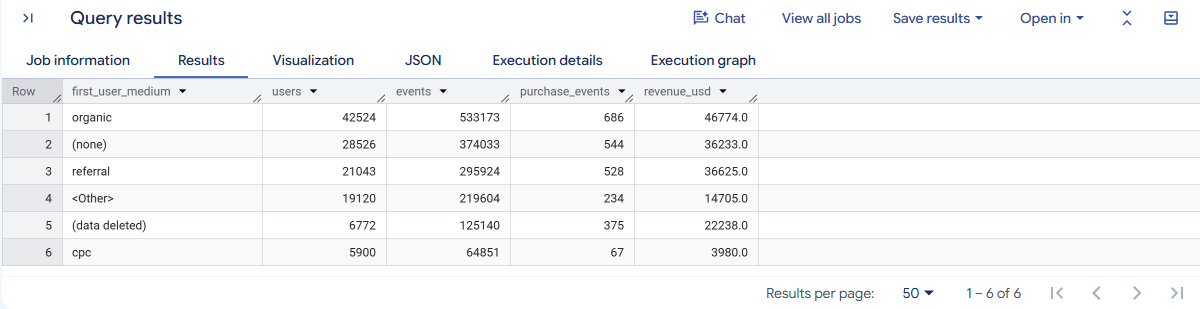 Query results Chat View all jobs Save results Open in
Job information Results Visualization JSON Execution details Execution graph
Row first_user_medium users events purchase_events revenue_usd
1 organic 42524 533173 686 46774.0
2 (none) 28526 374033 544 36233.0
3 referral 21043 295924 528 36625.0
4 <Other> 19120 219604 234 14705.0
5 (data deleted) 6772 125140 375 22238.0
6 cpc 5900 64851 67 3980.0
Results per page: 50 1 – 6 of 6